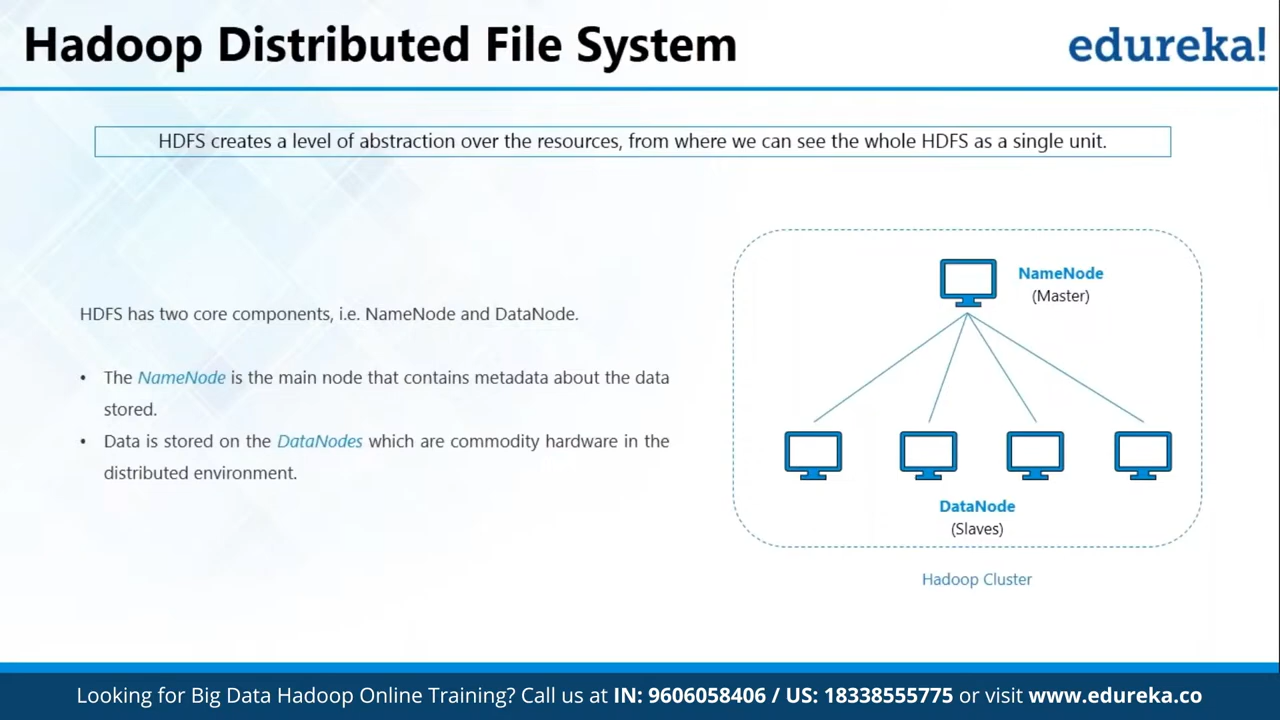 Hadoop Distributed File System
edureka!
HDFS creates a level of abstraction over the resources, from where we can see the whole HDFS as a single unit.
HDFS has two core components, i.e. NameNode and DataNode.
• The NameNode is the main node that contains metadata about the data
stored.
• Data is stored on the DataNodes which are commodity hardware in the
distributed environment.
NameNode
(Master)
DataNode
(Slaves)
Hadoop Cluster
Looking for Big Data Hadoop Online Training? Call us at IN: 9606058406 / US: 18338555775 or visit www.edureka.co